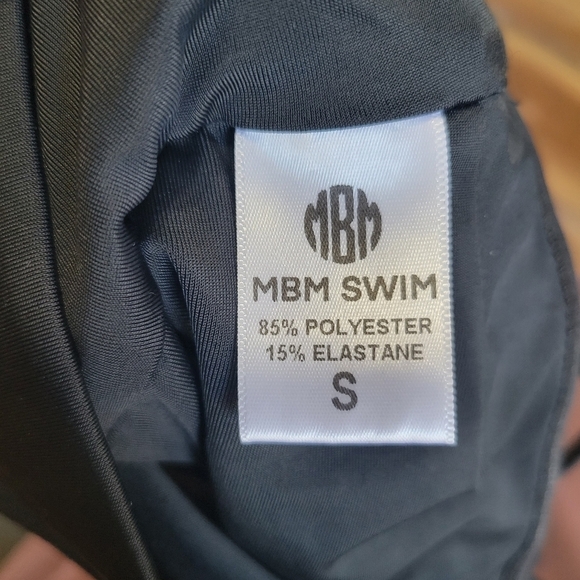 MBM
MBM SWIM
85% POLYESTER
15% ELASTANE
S